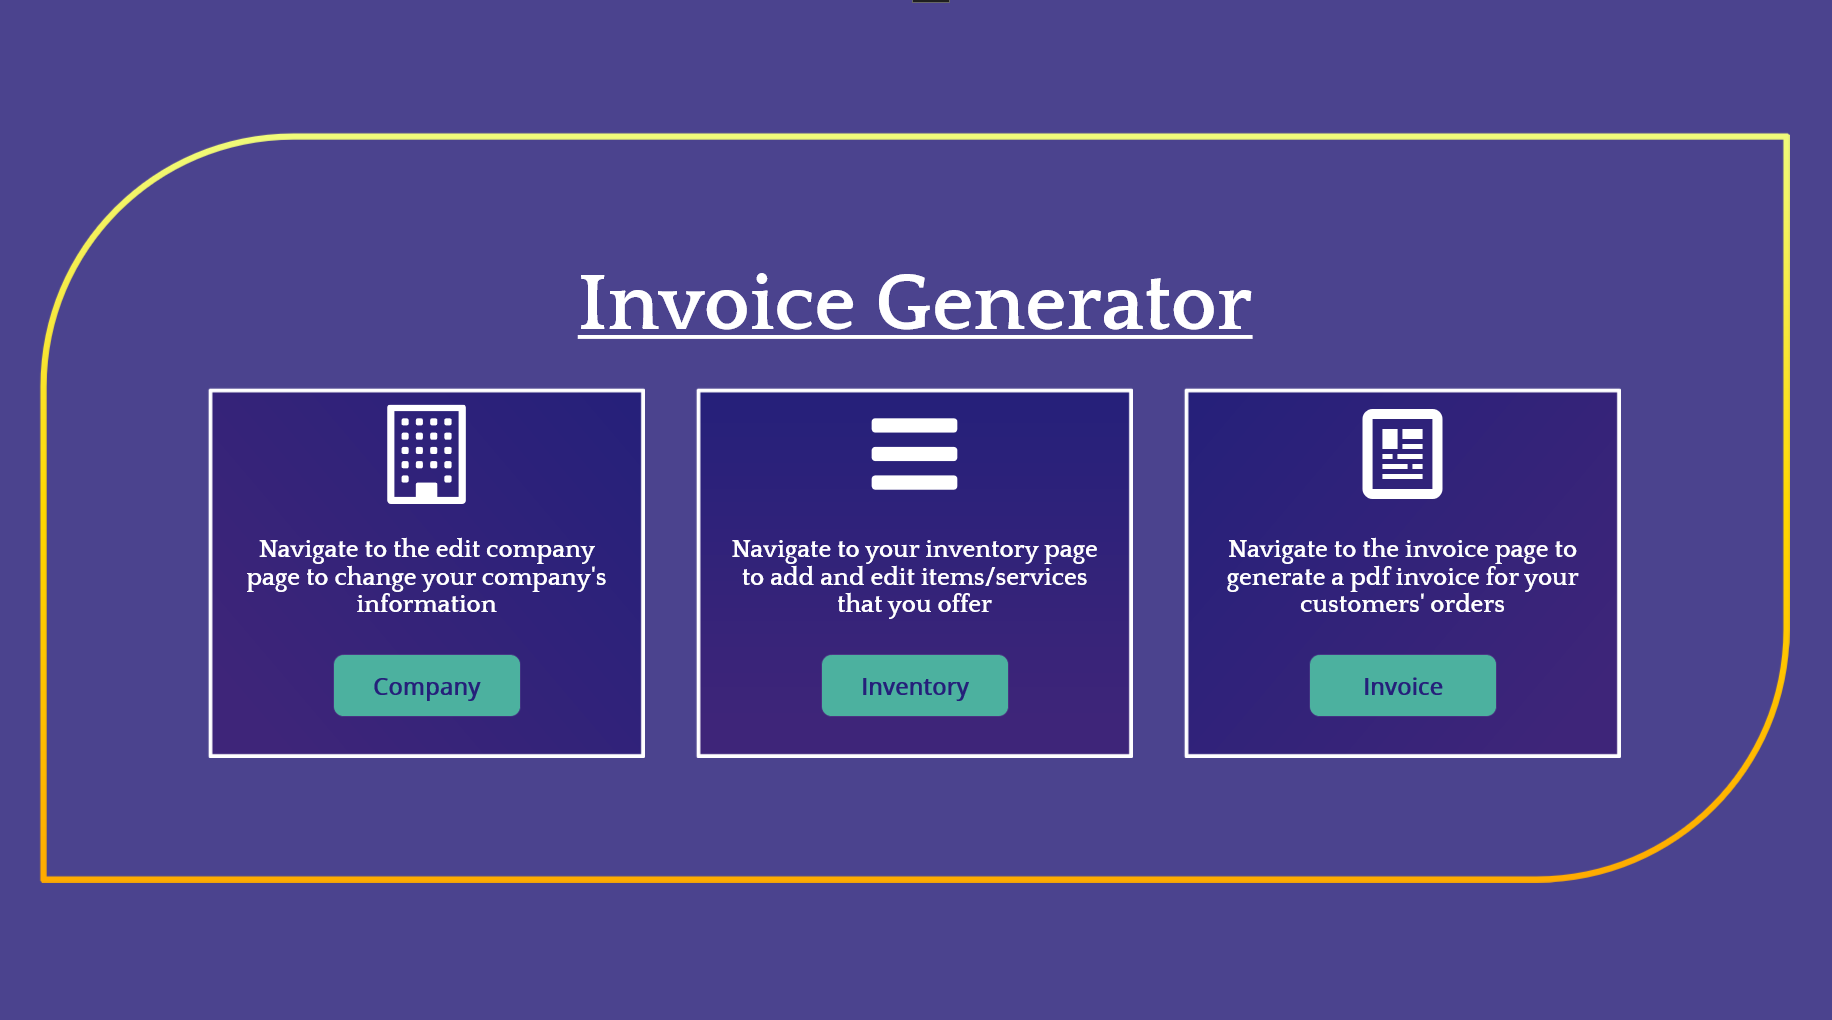 Invoice Generator
Navigate to the edit company
page to change your company's
information
Company
Navigate to your inventory page
to add and edit items/services
that you offer
Inventory
Navigate to the invoice page to
generate a pdf invoice for your
customers' orders
Invoice